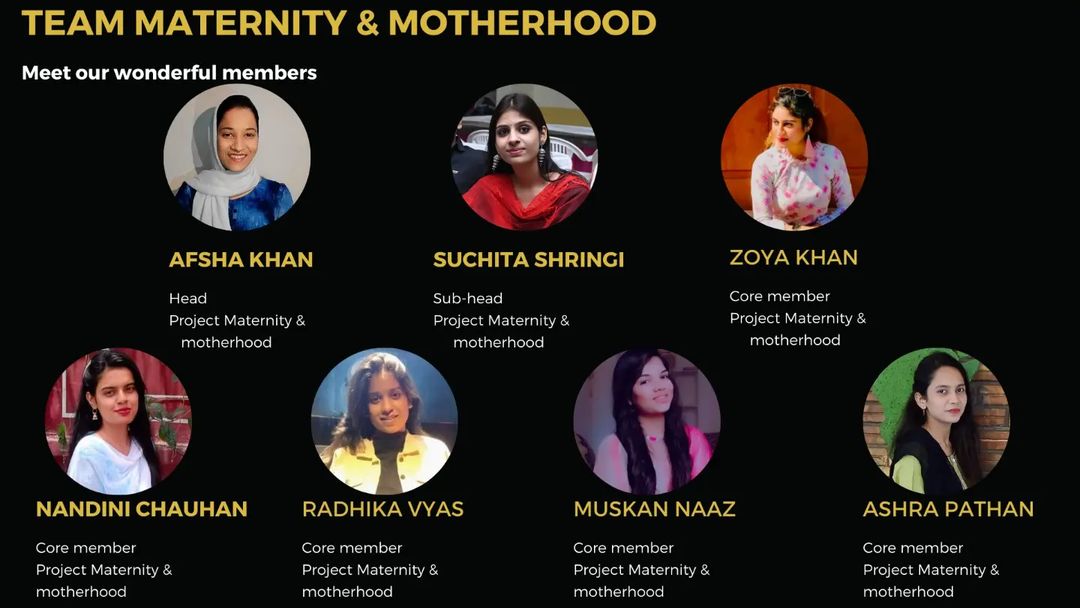 TEAM MATERNITY & MOTHERHOOD
Meet our wonderful members
AFSHA KHAN
Head
Project Maternity &
motherhood
SUCHITA SHRINGI
Sub-head
Project Maternity &
motherhood
ZOYA KHAN
Core member
Project Maternity &
motherhood
NANDINI CHAUHAN
Core member
Project Maternity &
motherhood
RADHIKA VYAS
Core member
Project Maternity &
motherhood
MUSKAN NAAZ
Core member
Project Maternity &
motherhood
ASHRA PATHAN
Core member
Project Maternity &
motherhood